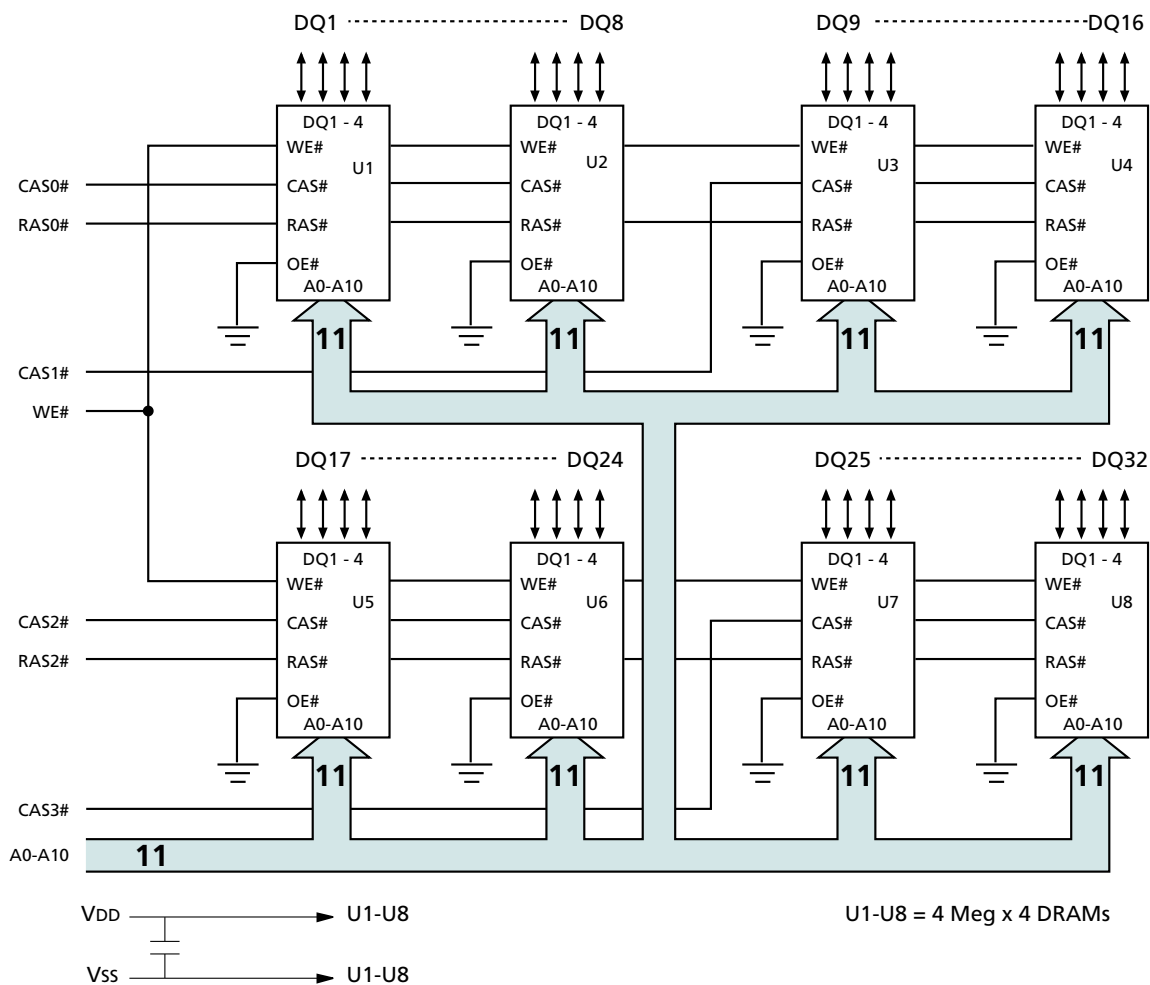 DQ1 DQ8 DQ9 DQ16
DQ1 - 4 DQ1 - 4 DQ1 - 4 DQ1 - 4
WE# WE# WE# WE#
U1 U2 U3 U4
CAS0# CAS# CAS# CAS# CAS#
RAS0# RAS# RAS# RAS# RAS#
OE# OE# OE# OE#
A0-A10 A0-A10 A0-A10 A0-A10
11 11 11 11
CAS1#
WE#
DQ17 DQ24 DQ25 DQ32
DQ1 - 4 DQ1 - 4 DQ1 - 4 DQ1 - 4
WE# WE# WE# WE#
U5 U6 U7 U8
CAS2# CAS# CAS# CAS# CAS#
RAS2# RAS# RAS# RAS# RAS#
OE# OE# OE# OE#
A0-A10 A0-A10 A0-A10 A0-A10
11 11 11 11
CAS3#
A0-A10 11
VDD U1-U8 U1-U8 = 4 Meg x 4 DRAMs
Vss U1-U8